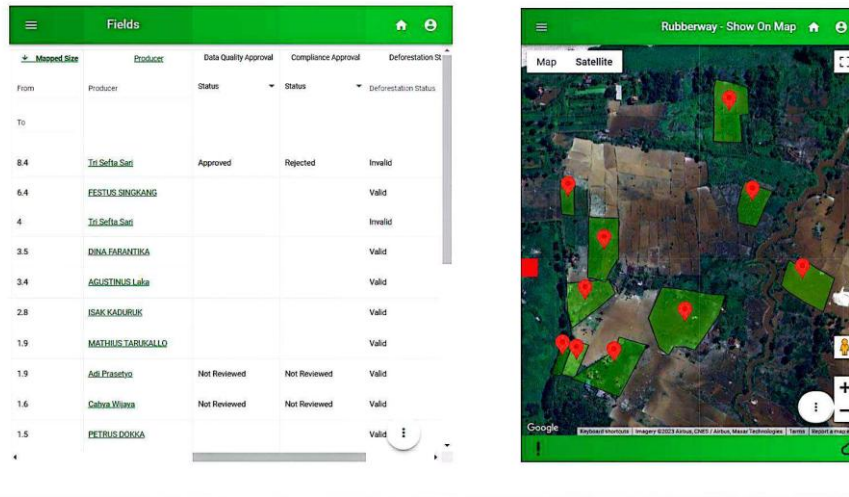 Fields
Mapped Size Producer Data Quality Approval Compliance Approval Deforestation St
From Producer Status Status Deforestation Status
To
8.4 Tri Sefta Sari Approved Rejected Invalid
6.4 FESTUS SINGKANG Valid
4 Tri Sefta Sari Invalid
3.5 DINA FARANTIKA Valid
3.4 AGUSTINUS Laka Valid
2.8 ISAK KADURUK Valid
1.9 MATHIUS TARUKALLO Valid
1.9 Adi Prasetyo Not Reviewed Not Reviewed Valid
1.6 Cahya Wijaya Not Reviewed Not Reviewed Valid
1.5 PETRUS DOKKA Valid
Rubberway - Show On Map
Map Satellite
Google
Keyboard shortcuts Imagery ©2023 Airbus, CNES / Airbus, Maxar Technologies Terms Report a map e